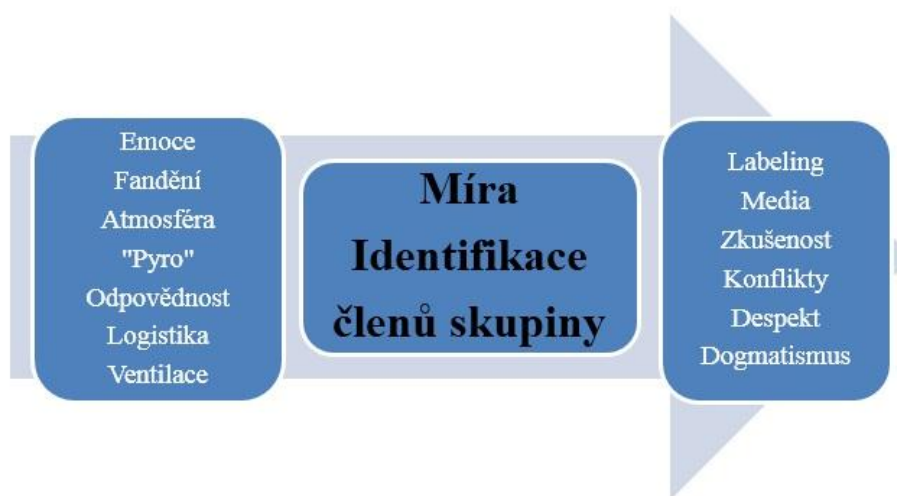 Emoce
Fandění
Atmosféra
"Pyro"
Odpovědnost
Logistika
Ventilace
Míra
Identifikace
členů skupiny
Labeling
Media
Zkušenost
Konflikty
Despekt
Dogmatismus